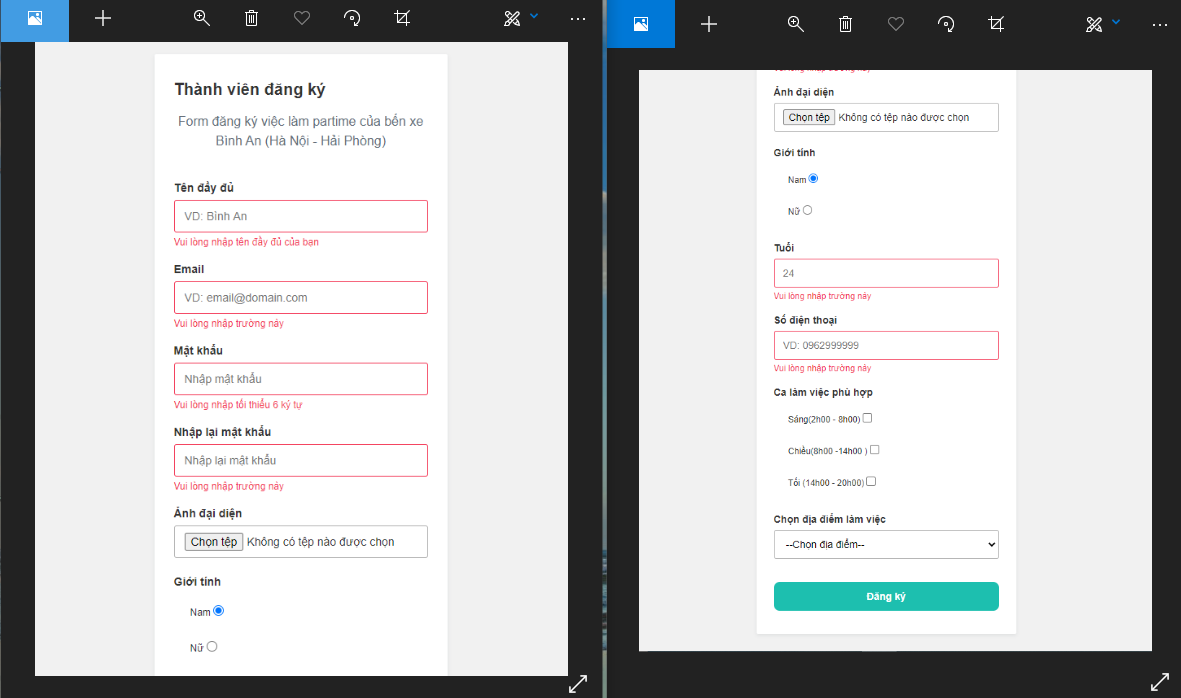 Thành viên đăng ký
Form đăng ký việc làm partime của bến xe
Bình An (Hà Nội - Hải Phòng)
Tên đầy đủ
VD: Bình An
Vui lòng nhập tên đầy đủ của bạn
Email
VD: email@domain.com
Vui lòng nhập trường này
Mật khẩu
Nhập mật khẩu
Vui lòng nhập tối thiểu 6 ký tự
Nhập lại mật khẩu
Nhập lại mật khẩu
Vui lòng nhập trường này
Ảnh đại diện
Chọn tệp Không có tệp nào được chọn
Giới tính
Nam
Nữ
Vui lòng nhập trường này
Ảnh đại diện
Chọn tệp Không có tệp nào được chọn
Giới tính
Nam
Nữ
Tuổi
24
Vui lòng nhập trường này
Số điện thoại
VD: 0962999999
Vui lòng nhập trường này
Ca làm việc phù hợp
Sáng(2h00 - 8h00)
Chiều(8h00 -14h00 )
Tối (14h00 - 20h00)
Chọn địa điểm làm việc
--Chon địa điểm--
Đăng ký